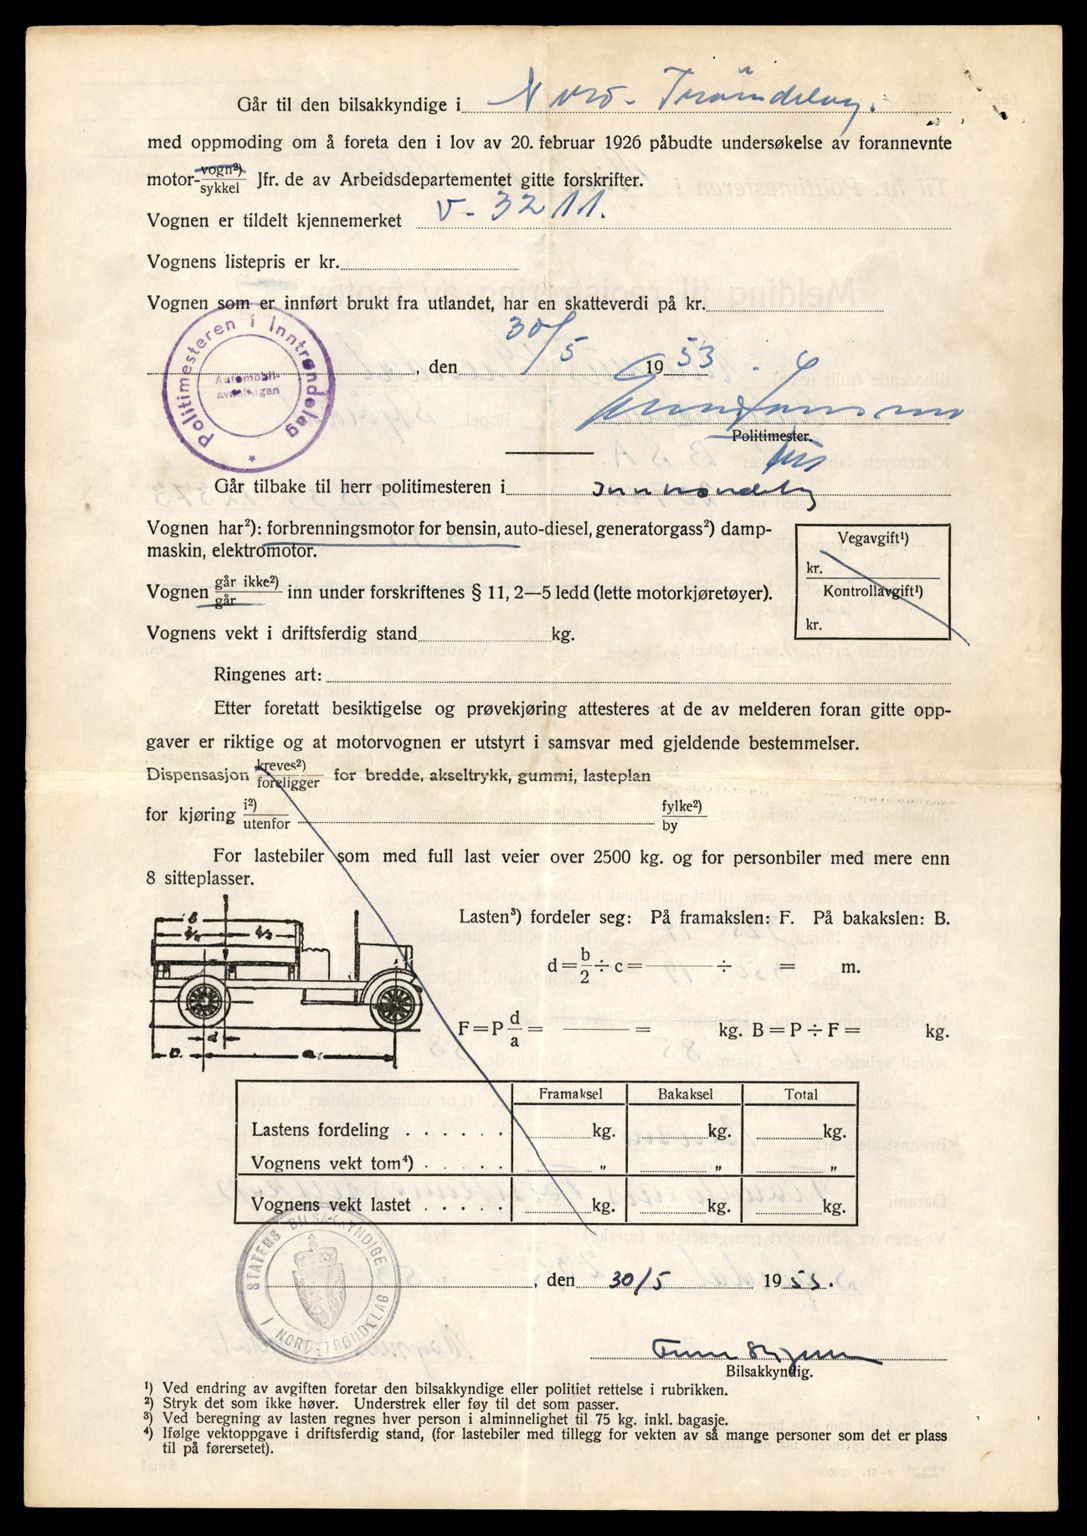 Går til den bilsakkyndige i Nord-Trøndelag.
med oppmoding om å foreta den i lov av 20. februar 1926 påbudte undersøkelse av forannevnte
motor-vogn²)/sykkel Jfr. de av Arbeidsdepartementet gitte forskrifter.
Vognen er tildelt kjennemerket V-3211.
Vognens listepris er kr.
Vognen som er innført brukt fra utlandet, har en skatteverdi på kr.
Politimesteren i Inntrøndelag
Automobil-
avdelingen
, den 30/5 1953.
Politimester.
Går tilbake til herr politimesteren i Inntrøndelag
Vognen har²): forbrenningsmotor for bensin, auto-diesel, generatorgass²) damp-
maskin, elektromotor.
Vegavgift¹)
kr.
Kontrollavgift¹)
kr.
Vognen går ikke²)/går inn under forskriftenes § 11, 2—5 ledd (lette motorkjøretøyer).
Vognens vekt i driftsferdig stand kg.
Ringenes art:
Etter foretatt besiktigelse og prøvekjøring attesteres at de av melderen foran gitte opp-
gaver er riktige og at motorvognen er utstyrt i samsvar med gjeldende bestemmelser.
Dispensasjon kreves²)/foreligger for bredde, akseltrykk, gummi, lasteplan
for kjøring i²)/utenfor fylke²)/by
For lastebiler som med full last veier over 2500 kg. og for personbiler med mere enn
8 sitteplasser.
Lasten³) fordeler seg: På framakslen: F. På bakakslen: B.
d = b/2 ÷ c = ÷ = m.
F = P d/a = = kg. B = P ÷ F = kg.
b
b/2 b/2
d
c. a.
Framaksel Bakaksel Total
Lastens fordeling . . . . . . kg. kg. kg.
Vognens vekt tom⁴) . . . . . „ „ „
Vognens vekt lastet . . . . . kg. kg. kg.
STATENS BILSAKKYNDIGE
I NORD-TRØNDELAG
, den 30/5 1953.
Bilsakkyndig.
¹) Ved endring av avgiften foretar den bilsakkyndige eller politiet rettelse i rubrikken.
²) Stryk det som ikke høver. Understrek eller føy til det som passer.
³) Ved beregning av lasten regnes hver person i alminnelighet til 75 kg. inkl. bagasje.
⁴) Ifølge vektoppgave i driftsferdig stand, (for lastebiler med tillegg for vekten av så mange personer som det er plass
til på førersetet).